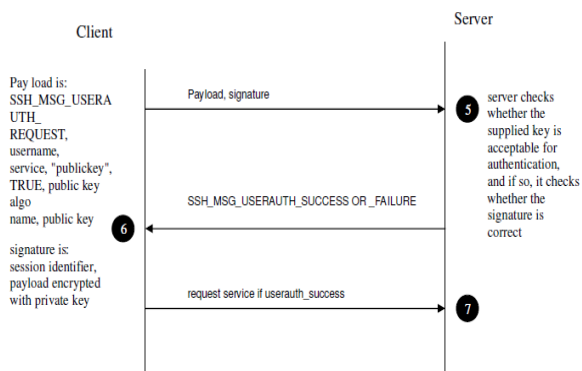 Server
Client
Pay load is:
SSH_MSG_USERA
UTH_
REQUEST,
username,
service, "publickey",
TRUE, public key
algo
name, public key
signature is:
session identifier,
payload encrypted
with private key
Payload, signature
5
server checks
whether the
supplied key is
acceptable for
authentication,
and if so, it checks
whether the
signature is
correct
SSH_MSG_USERAUTH_SUCCESS OR _FAILURE
6
request service if userauth_success
7